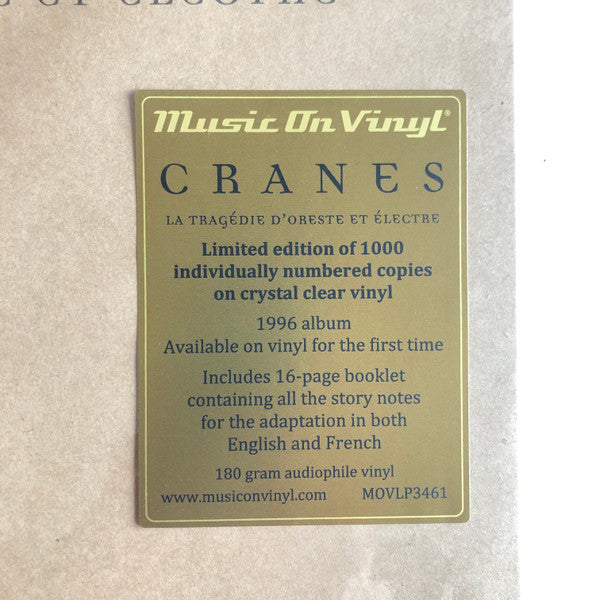 Music On Vinyl®
CRANES
LA TRAGÉDIE D'ORESTE ET ÉLECTRE
Limited edition of 1000
individually numbered copies
on crystal clear vinyl
1996 album
Available on vinyl for the first time
Includes 16-page booklet
containing all the story notes
for the adaptation in both
English and French
180 gram audiophile vinyl
www.musiconvinyl.com MOVLP3461